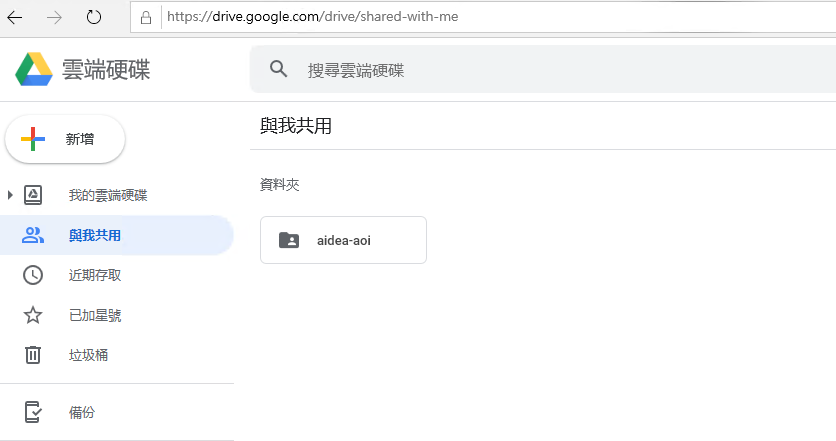 https://drive.google.com/drive/shared-with-me
雲端硬碟
搜尋雲端硬碟
新增
與我共用
我的雲端硬碟
資料夾
與我共用
aidea-aoi
近期存取
已加星號
垃圾桶
備份